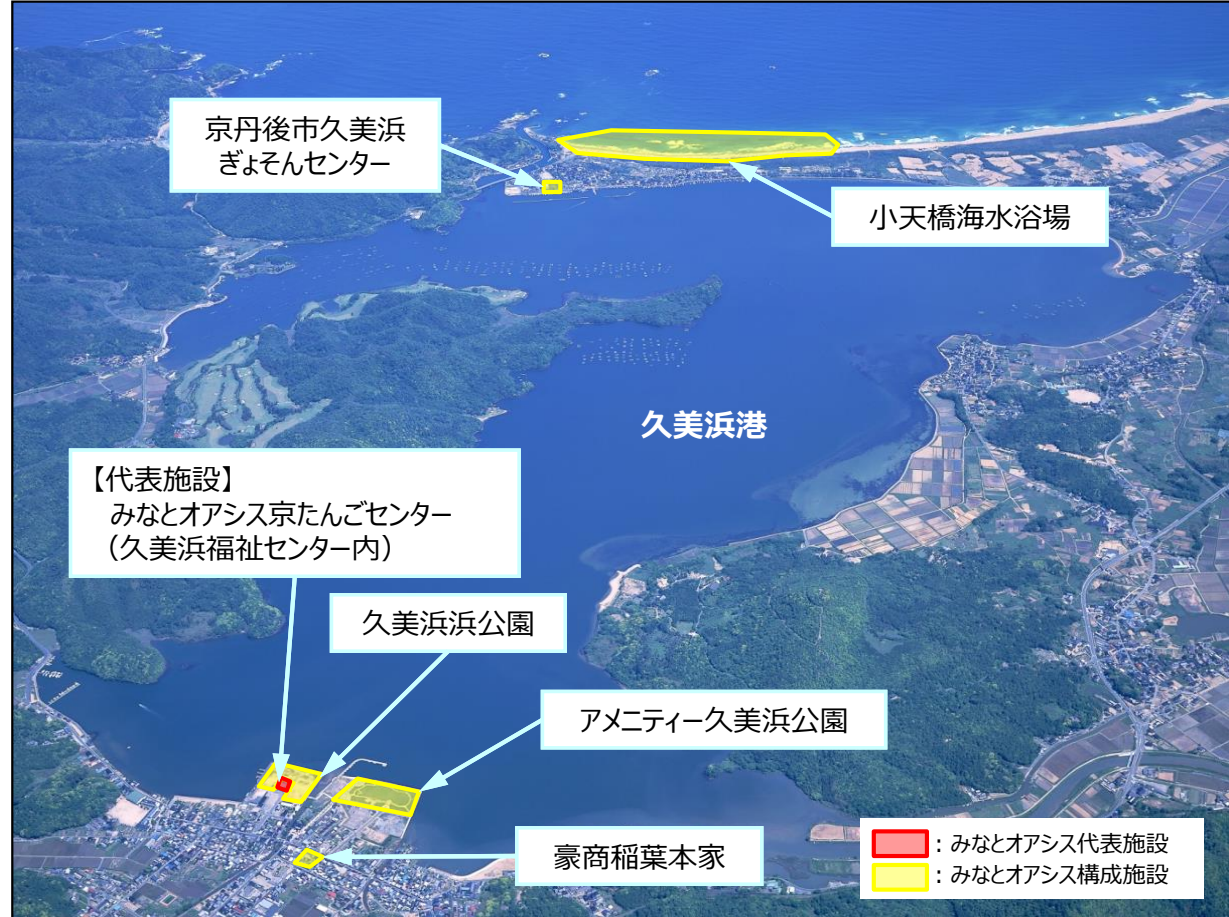 京丹後市久美浜
ぎょそんセンター
小天橋海水浴場
久美浜港
【代表施設】
みなとオアシス京たんごセンター
（久美浜福祉センター内）
久美浜浜公園
アメニティー久美浜公園
豪商稲葉本家
：みなとオアシス代表施設
：みなとオアシス構成施設